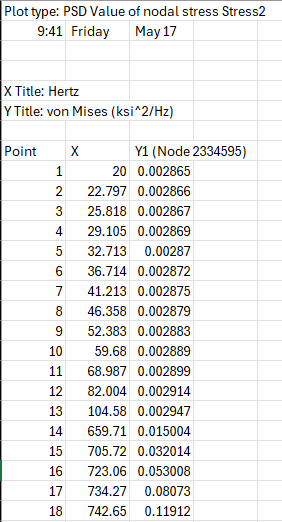 Plot type: PSD Value of nodal stress Stress2
9:41 Friday May 17
X Title: Hertz
Y Title: von Mises (ksi^2/Hz)
Point X Y1 (Node 2334595)
1 20 0.002865
2 22.797 0.002866
3 25.818 0.002867
4 29.105 0.002869
5 32.713 0.00287
6 36.714 0.002872
7 41.213 0.002875
8 46.358 0.002879
9 52.383 0.002883
10 59.68 0.002889
11 68.987 0.002899
12 82.004 0.002914
13 104.58 0.002947
14 659.71 0.015004
15 705.72 0.032014
16 723.06 0.053008
17 734.27 0.08073
18 742.65 0.11912